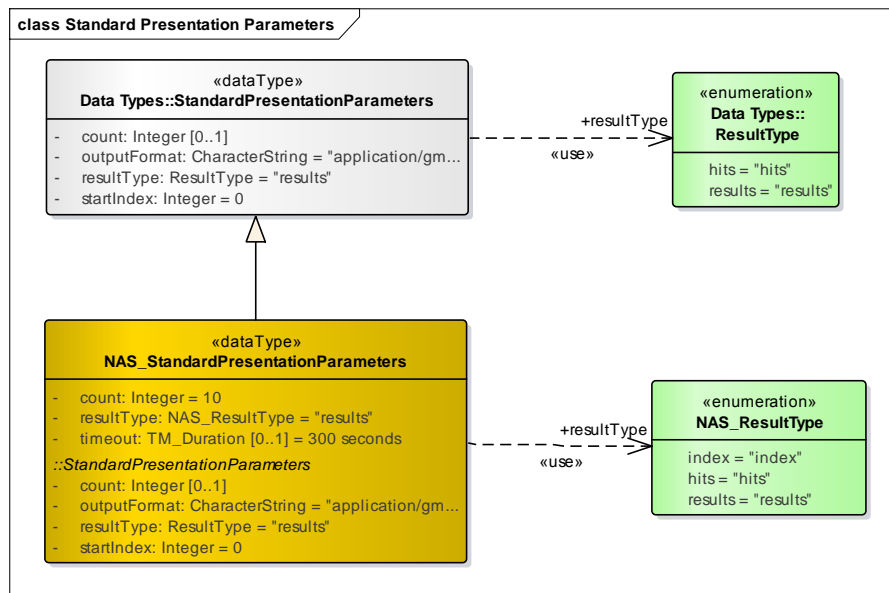 class Standard Presentation Parameters
«dataType»
Data Types::StandardPresentationParameters
- count: Integer [0..1]
- outputFormat: CharacterString = "application/gm...
- resultType: ResultType = "results"
- startIndex: Integer = 0
+resultType
«use»
«enumeration»
Data Types::
ResultType
hits = "hits"
results = "results"
«dataType»
NAS_StandardPresentationParameters
- count: Integer = 10
- resultType: NAS_ResultType = "results"
- timeout: TM_Duration [0..1] = 300 seconds
::StandardPresentationParameters
- count: Integer [0..1]
- outputFormat: CharacterString = "application/gm...
- resultType: ResultType = "results"
- startIndex: Integer = 0
+resultType
«use»
«enumeration»
NAS_ResultType
index = "index"
hits = "hits"
results = "results"